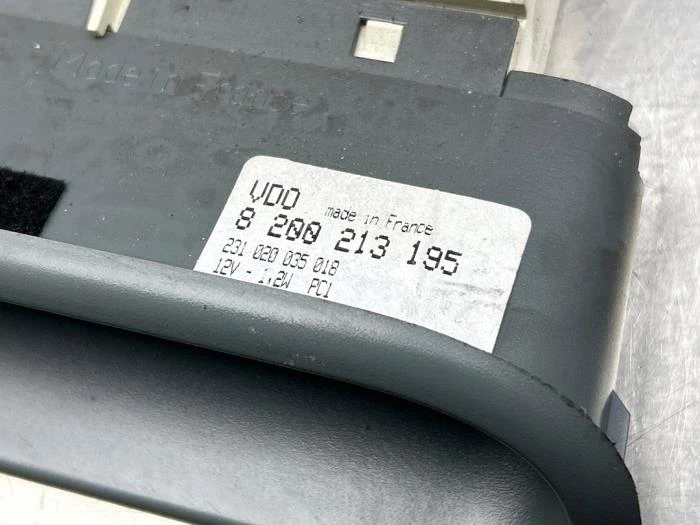 Made in France
VDO made in France
8 200 213 195
231 020 035 018
12V - 1,2W PC1